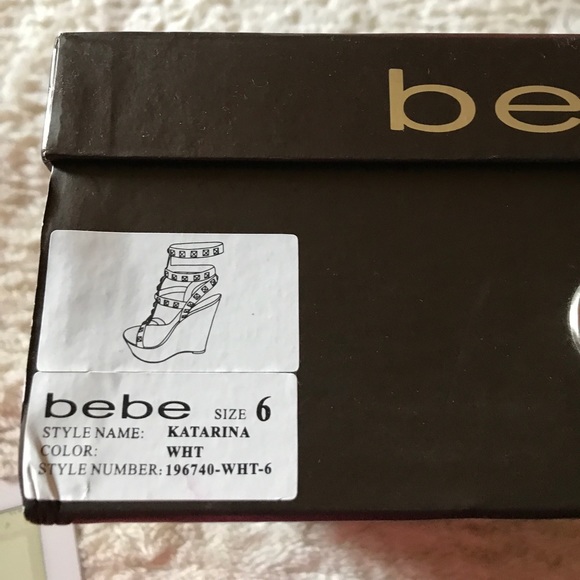 be
bebe SIZE 6
STYLE NAME: KATARINA
COLOR: WHT
STYLE NUMBER: 196740-WHT-6